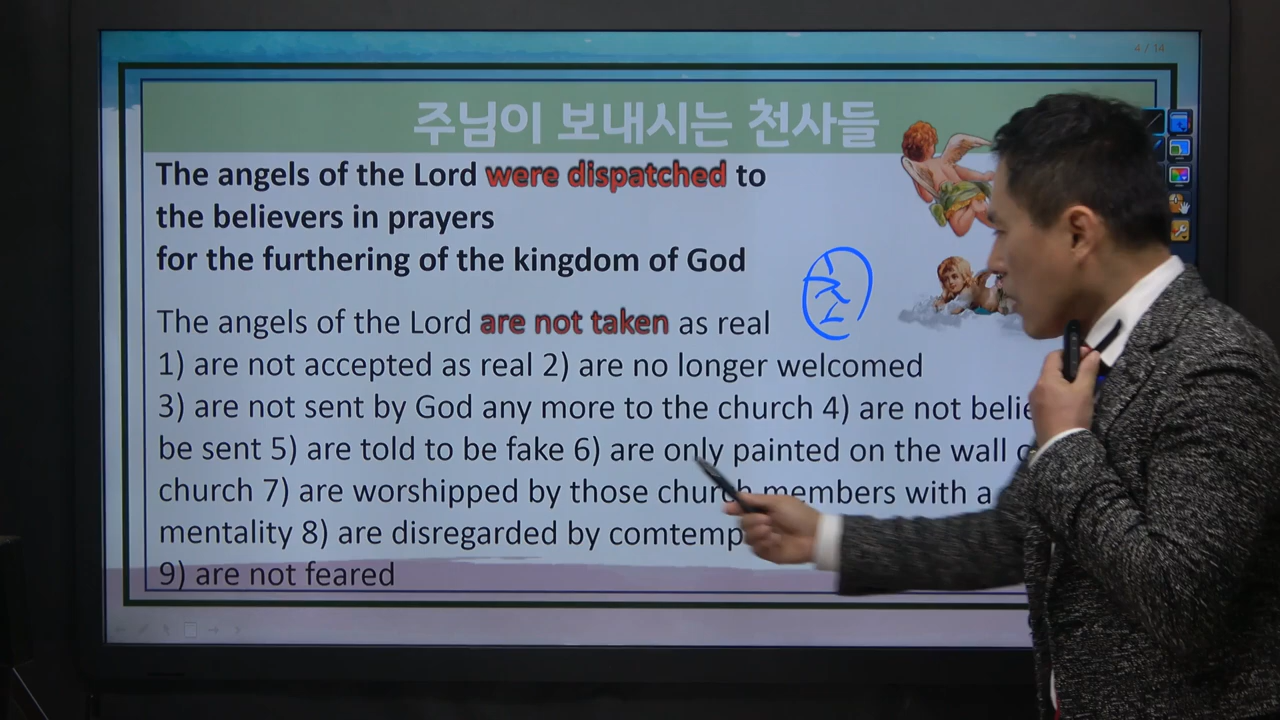 4 / 14
주님이 보내시는 천사들
The angels of the Lord were dispatched to
the believers in prayers
for the furthering of the kingdom of God
The angels of the Lord are not taken as real
1) are not accepted as real 2) are no longer welcomed
3) are not sent by God any more to the church 4) are not
be sent 5) are told to be fake 6) are only painted on the wall
church 7) are worshipped by those church members with a
mentality 8) are disregarded by
9) are not feared